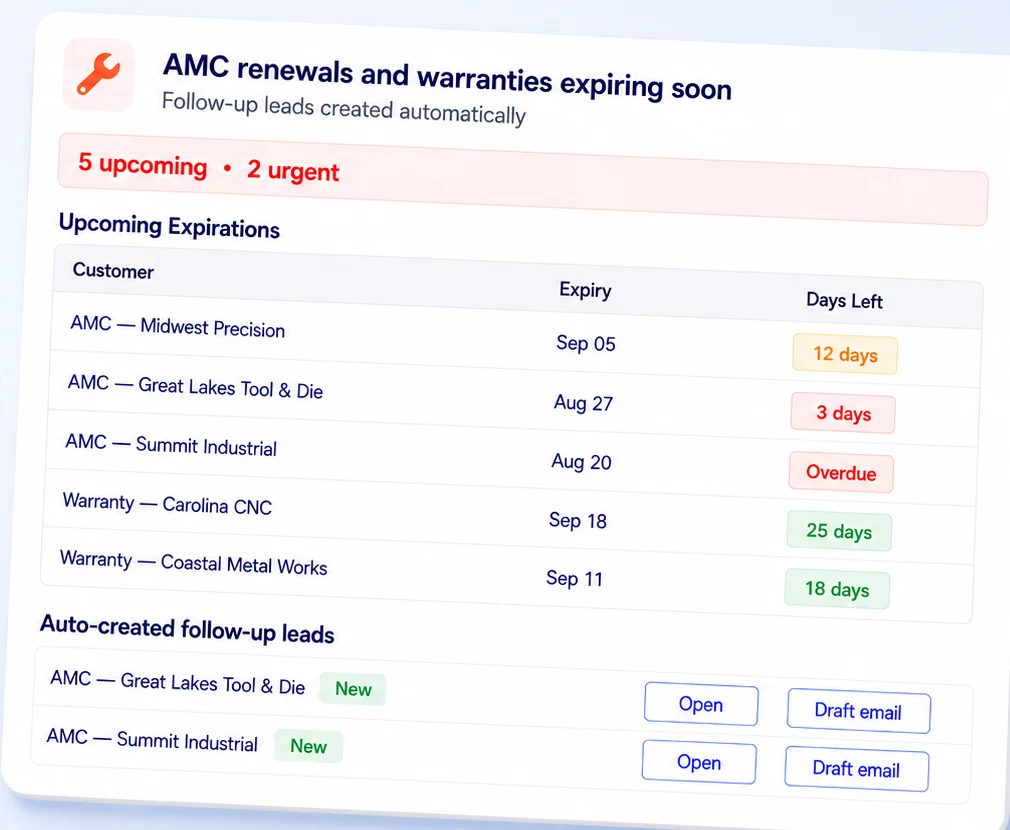 AMC renewals and warranties expiring soon
Follow-up leads created automatically
5 upcoming • 2 urgent
Upcoming Expirations
Customer Expiry Days Left
AMC — Midwest Precision Sep 05 12 days
AMC — Great Lakes Tool & Die Aug 27 3 days
AMC — Summit Industrial Aug 20 Overdue
Warranty — Carolina CNC Sep 18 25 days
Warranty — Coastal Metal Works Sep 11 18 days
Auto-created follow-up leads
AMC — Great Lakes Tool & Die New Open Draft email
AMC — Summit Industrial New Open Draft email